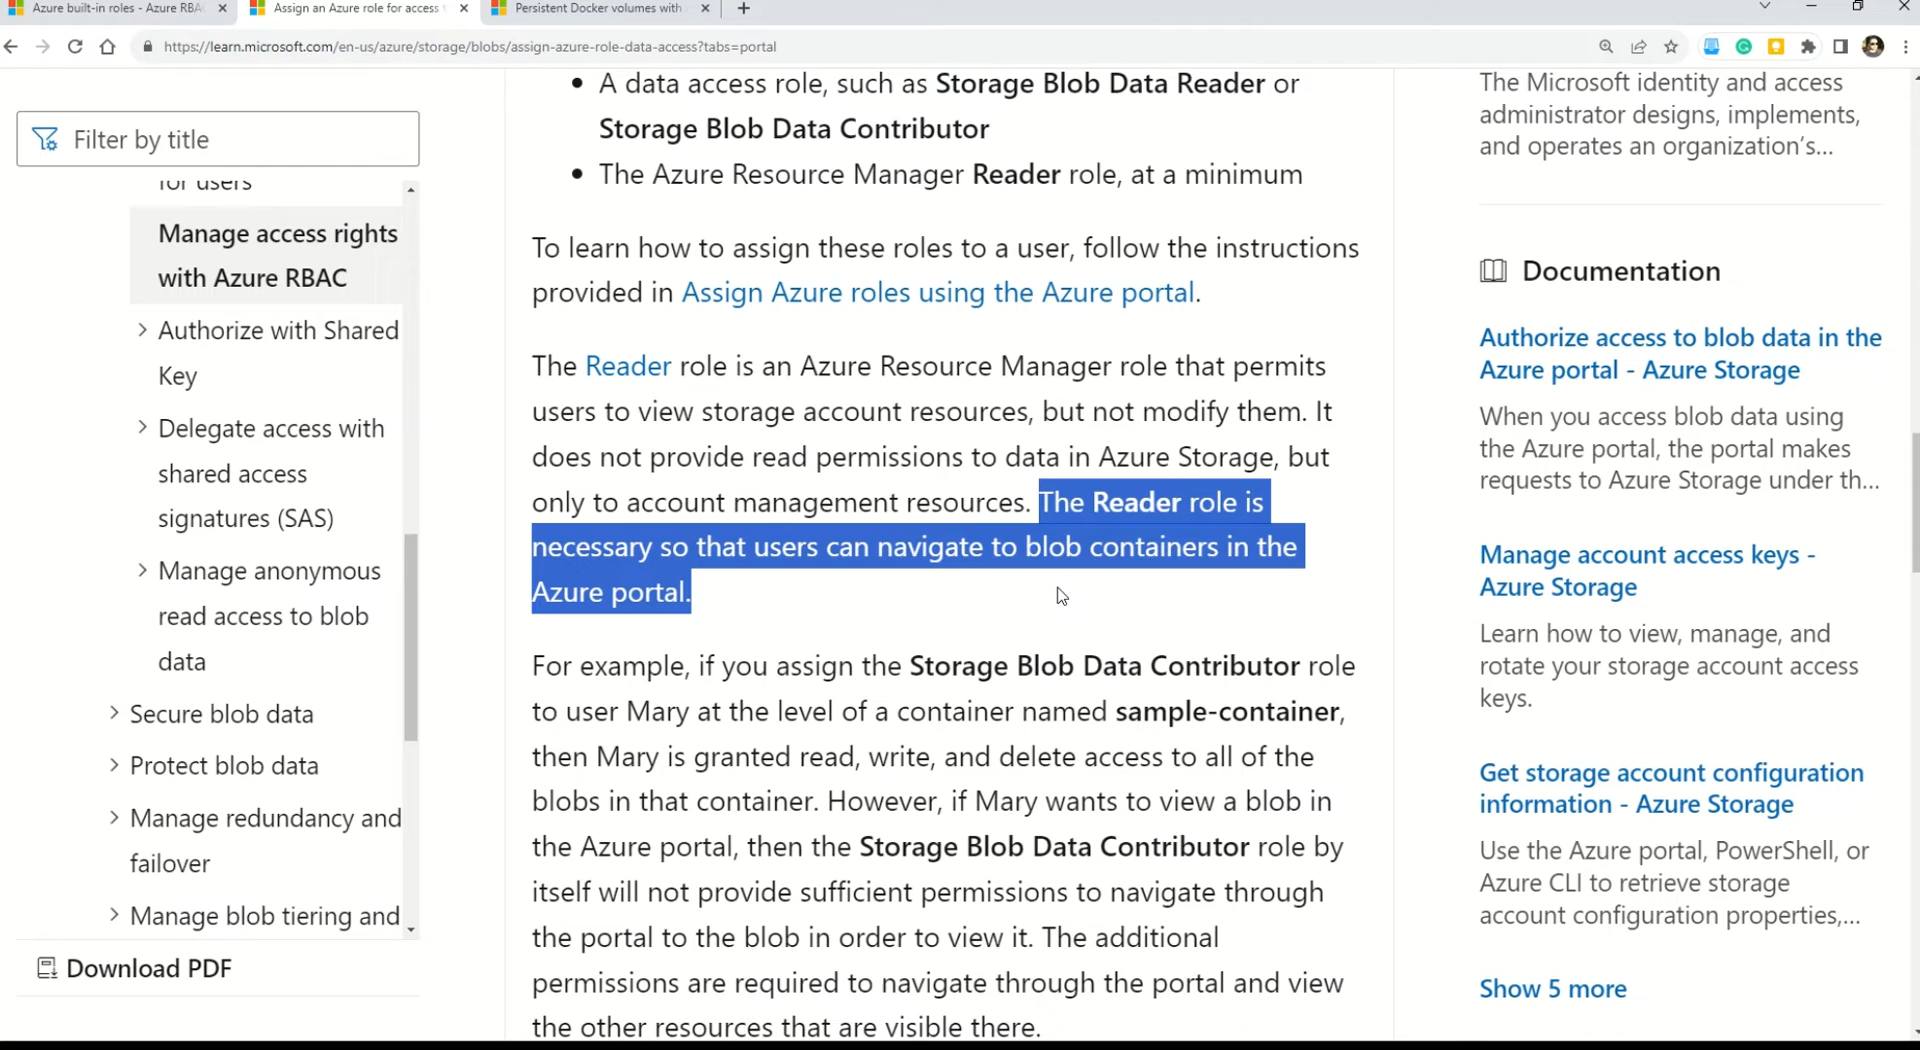 Azure built-in roles - Azure RBA
Assign an Azure role for access
Persistent Docker volumes with
https://learn.microsoft.com/en-us/azure/storage/blobs/assign-azure-role-data-access?tabs=portal
Filter by title
for users
Manage access rights
with Azure RBAC
Authorize with Shared
Key
Delegate access with
shared access
signatures (SAS)
Manage anonymous
read access to blob
data
Secure blob data
Protect blob data
Manage redundancy and
failover
Manage blob tiering and
Download PDF
• A data access role, such as Storage Blob Data Reader or
Storage Blob Data Contributor
• The Azure Resource Manager Reader role, at a minimum
To learn how to assign these roles to a user, follow the instructions
provided in Assign Azure roles using the Azure portal.
The Reader role is an Azure Resource Manager role that permits
users to view storage account resources, but not modify them. It
does not provide read permissions to data in Azure Storage, but
only to account management resources. The Reader role is
necessary so that users can navigate to blob containers in the
Azure portal.
For example, if you assign the Storage Blob Data Contributor role
to user Mary at the level of a container named sample-container,
then Mary is granted read, write, and delete access to all of the
blobs in that container. However, if Mary wants to view a blob in
the Azure portal, then the Storage Blob Data Contributor role by
itself will not provide sufficient permissions to navigate through
the portal to the blob in order to view it. The additional
permissions are required to navigate through the portal and view
the other resources that are visible there.
The Microsoft identity and access
administrator designs, implements,
and operates an organization's...
Documentation
Authorize access to blob data in the
Azure portal - Azure Storage
When you access blob data using
the Azure portal, the portal makes
requests to Azure Storage under th...
Manage account access keys -
Azure Storage
Learn how to view, manage, and
rotate your storage account access
keys.
Get storage account configuration
information - Azure Storage
Use the Azure portal, PowerShell, or
Azure CLI to retrieve storage
account configuration properties,...
Show 5 more